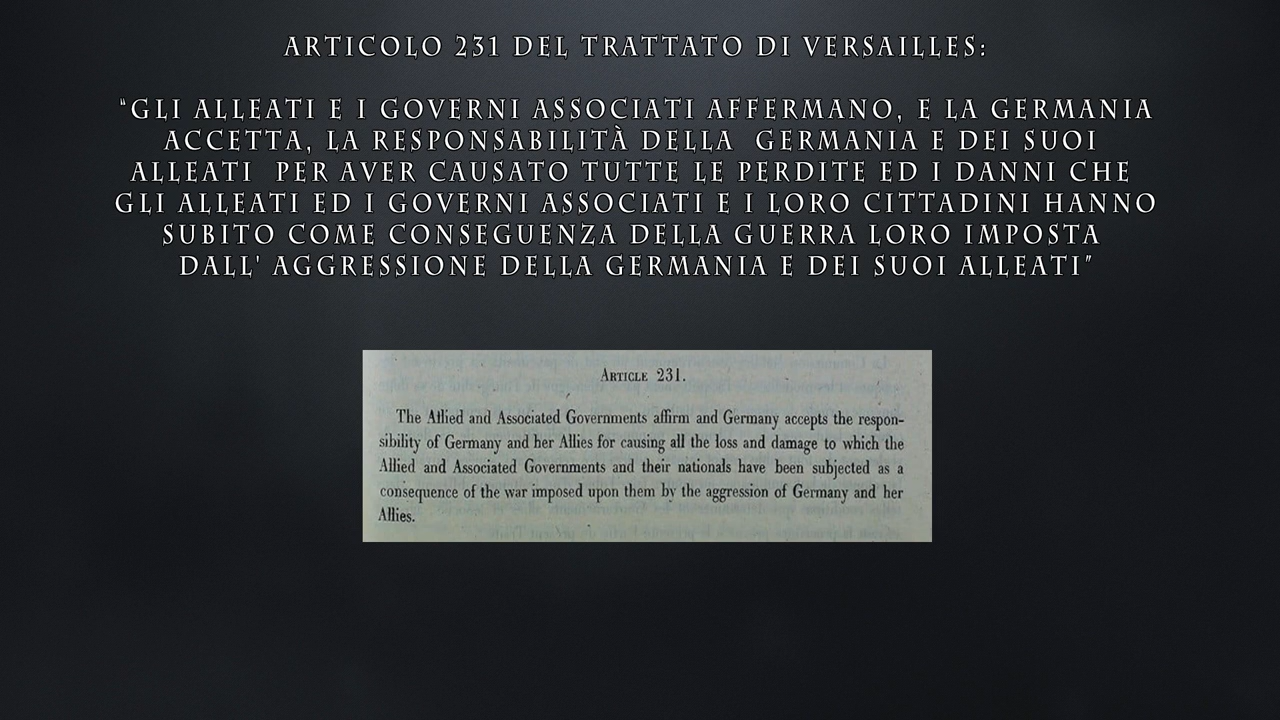 ARTICOLO 231 DEL TRATTATO DI VERSAILLES:
"GLI ALLEATI E I GOVERNI ASSOCIATI AFFERMANO, E LA GERMANIA
ACCETTA, LA RESPONSABILITÀ DELLA GERMANIA E DEI SUOI
ALLEATI PER AVER CAUSATO TUTTE LE PERDITE ED I DANNI CHE
GLI ALLEATI ED I GOVERNI ASSOCIATI E I LORO CITTADINI HANNO
SUBITO COME CONSEGUENZA DELLA GUERRA LORO IMPOSTA
DALL' AGGRESSIONE DELLA GERMANIA E DEI SUOI ALLEATI"
ARTICLE 231.
The Allied and Associated Governments affirm and Germany accepts the respon-
sibility of Germany and her Allies for causing all the loss and damage to which the
Allied and Associated Governments and their nationals have been subjected as a
consequence of the war imposed upon them by the aggression of Germany and her
Allies.